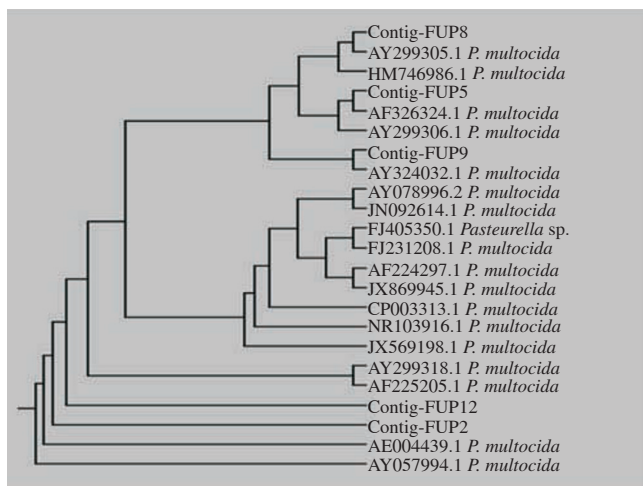 Contig-FUP8
AY299305.1 P. multocida
HM746986.1 P. multocida
Contig-FUP5
AF326324.1 P. multocida
AY299306.1 P. multocida
Contig-FUP9
AY324032.1 P. multocida
AY078996.2 P. multocida
JN092614.1 P. multocida
FJ405350.1 Pasteurella sp.
FJ231208.1 P. multocida
AF224297.1 P. multocida
JX869945.1 P. multocida
CP003313.1 P. multocida
NR103916.1 P. multocida
JX569198.1 P. multocida
AY299318.1 P. multocida
AF225205.1 P. multocida
Contig-FUP12
Contig-FUP2
AE004439.1 P. multocida
AY057994.1 P. multocida